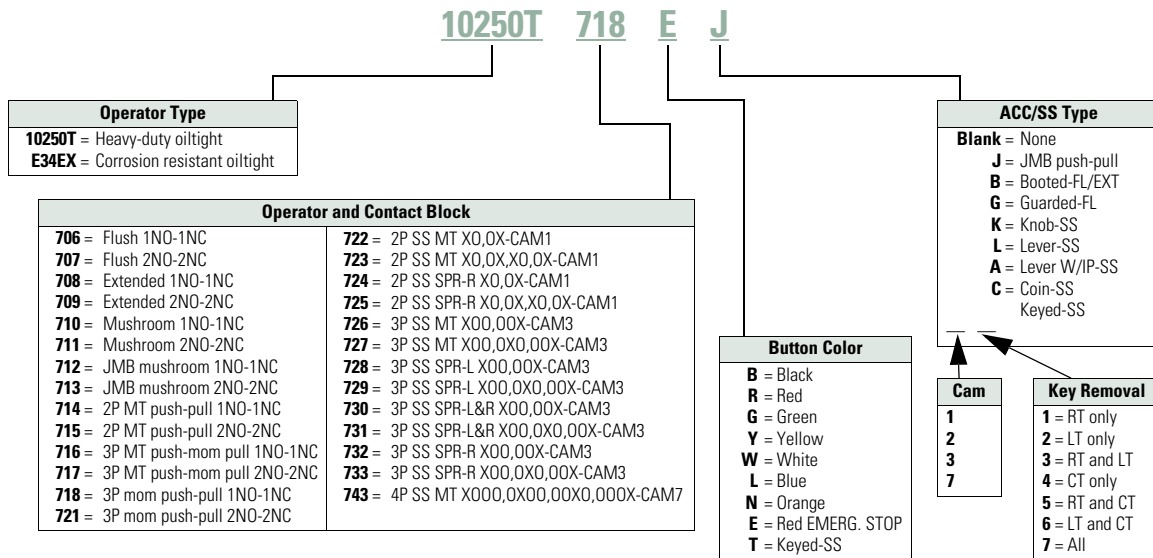 10250T 718 E J
Operator Type
10250T = Heavy-duty oiltight
E34EX = Corrosion resistant oiltight
Operator and Contact Block
706 = Flush 1NO-1NC
707 = Flush 2NO-2NC
708 = Extended 1NO-1NC
709 = Extended 2NO-2NC
710 = Mushroom 1NO-1NC
711 = Mushroom 2NO-2NC
712 = JMB mushroom 1NO-1NC
713 = JMB mushroom 2NO-2NC
714 = 2P MT push-pull 1NO-1NC
715 = 2P MT push-pull 2NO-2NC
716 = 3P MT push-mom pull 1NO-1NC
717 = 3P MT push-mom pull 2NO-2NC
718 = 3P mom push-pull 1NO-1NC
721 = 3P mom push-pull 2NO-2NC
722 = 2P SS MT XO,OX-CAM1
723 = 2P SS MT XO,OX,XO,OX-CAM1
724 = 2P SS SPR-R XO,OX-CAM1
725 = 2P SS SPR-R XO,OX,XO,OX-CAM1
726 = 3P SS MT XOO,OOX-CAM3
727 = 3P SS MT XOO,OXO,OOX-CAM3
728 = 3P SS SPR-L XOO,OOX-CAM3
729 = 3P SS SPR-L XOO,OXO,OOX-CAM3
730 = 3P SS SPR-L&R XOO,OOX-CAM3
731 = 3P SS SPR-L&R XOO,OXO,OOX-CAM3
732 = 3P SS SPR-R XOO,OOX-CAM3
733 = 3P SS SPR-R XOO,OXO,OOX-CAM3
743 = 4P SS MT XOOO,OXOO,OOXO,OOOX-CAM7
Button Color
B = Black
R = Red
G = Green
Y = Yellow
W = White
L = Blue
N = Orange
E = Red EMERG. STOP
T = Keyed-SS
ACC/SS Type
Blank = None
J = JMB push-pull
B = Booted-FL/EXT
G = Guarded-FL
K = Knob-SS
L = Lever-SS
A = Lever W/IP-SS
C = Coin-SS
Keyed-SS
Cam
1
2
3
7
Key Removal
1 = RT only
2 = LT only
3 = RT and LT
4 = CT only
5 = RT and CT
6 = LT and CT
7 = All